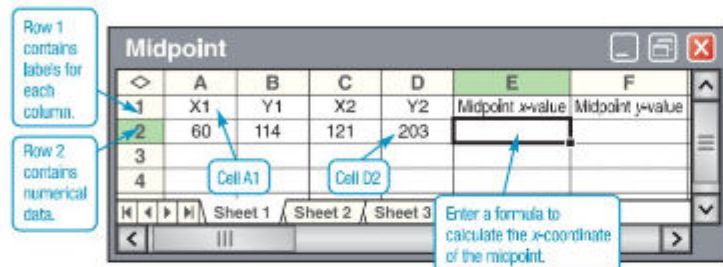 Row 1
contains
labels for
each
column.
Row 2
contains
numerical
data.
Midpoint
A B C D E F
1 X1 Y1 X2 Y2 Midpoint x-value Midpoint y-value
2 60 114 121 203
3
4
Cell A1
Cell D2
Sheet 1 Sheet 2 Sheet 3
Enter a formula to
calculate the x-coordinate
of the midpoint.